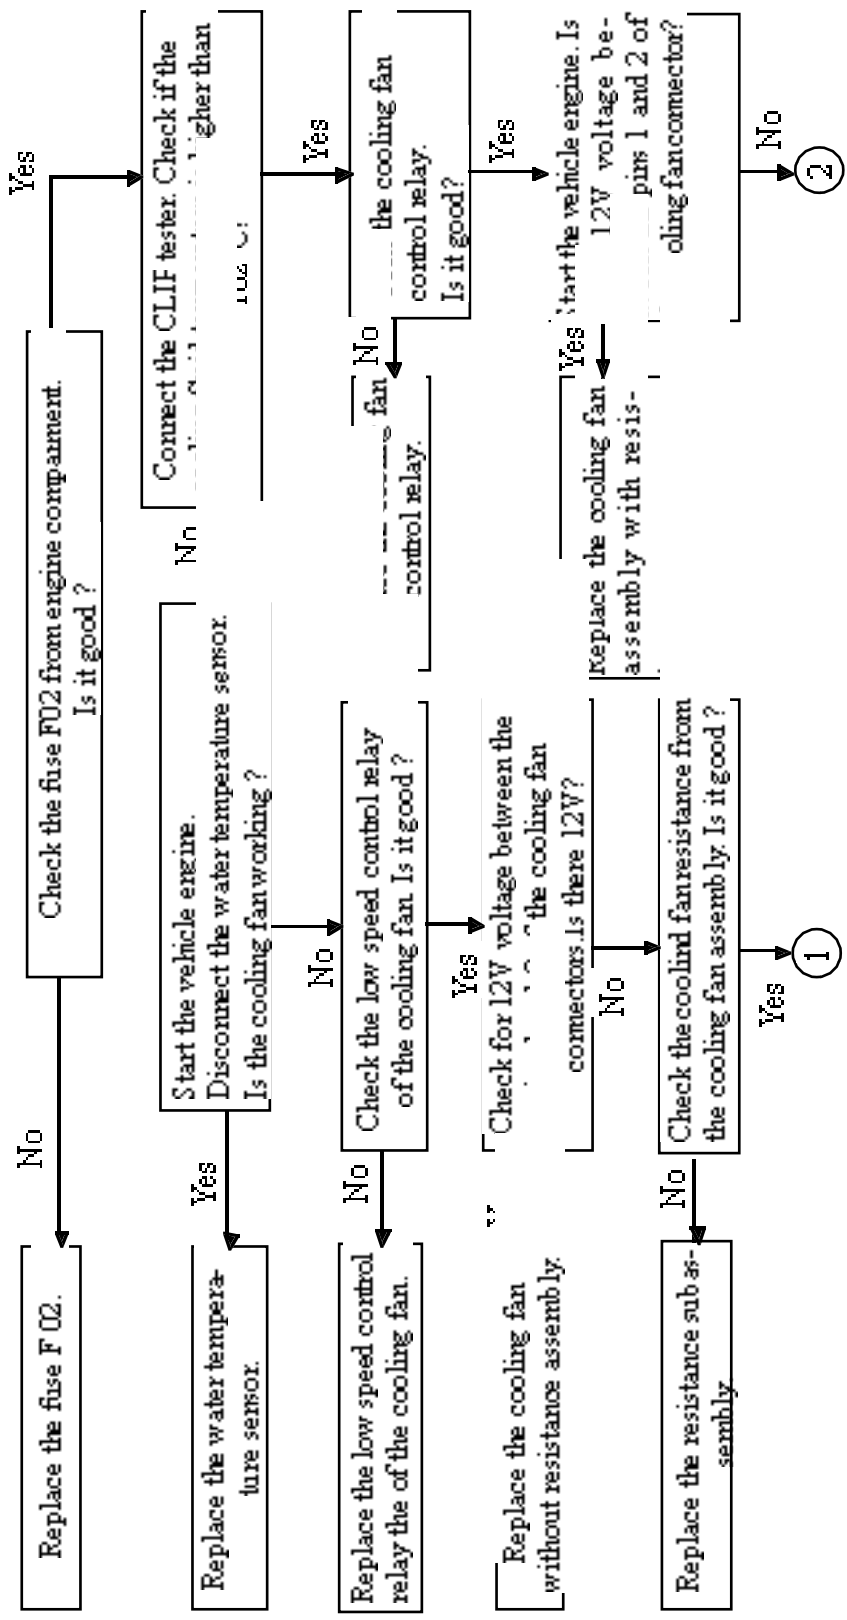 Check the fuse F02 from engine comparment.
Is it good ?
Yes
No
Replace the fuse F 02.
Connect the CLIF tester. Check if the
higher than
No
Yes
Start the vehicle engine.
Disconnect the water temperature sensor.
Is the cooling fan working ?
Yes
No
Replace the water tempera-
ture sensor.
the cooling fan
control relay.
Is it good?
No
Yes
fan
control relay.
Check the low speed control relay
of the cooling fan. Is it good ?
No
Yes
Replace the low speed control
relay the of the cooling fan.
Start the vehicle engine. Is
12V voltage be-
pins 1 and 2 of
oling fan connector?
Yes
No
2
Replace the cooling fan
assembly with resis-
Check for 12V voltage between the
the cooling fan
connectors. Is there 12V?
No
Replace the cooling fan
without resistance assembly.
Check the coolind fan resistance from
the cooling fan assembly. Is it good ?
No
Yes
1
Replace the resistance sub as-
sembly.